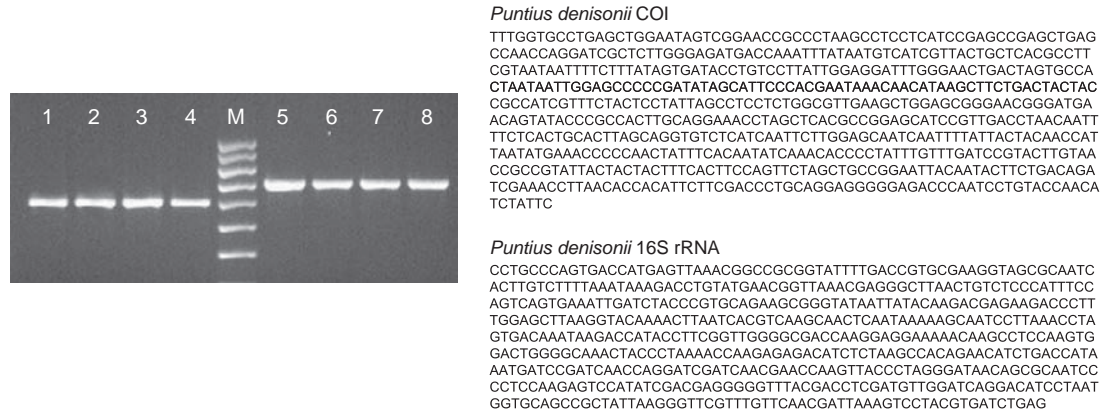 1 2 3 4 M 5 6 7 8
Puntius denisonii COI
TTTGGTGCCTGAGCTGGAATAGTCGGAACCGCCCTAAGCCTCCTCATCCGAGCCGAGCTGAG
CCAACCAGGATCGCTCTTGGGAGATGACCAAATTTATAATGTCATCGTTACTGCTCACGCCTT
CGTAATAATTTTCTTTATAGTGATACCTGTCCTTATTGGAGGATTTGGGAACTGACTAGTGCCA
CTAATAATTGGAGCCCCCGATATAGCATTCCCACGAATAAACAACATAAGCTTCTGACTACTAC
CGCCATCGTTTCTACTCCTATTAGCCTCCTCTGGCGTTGAAGCTGGAGCGGGAACGGGATGA
ACAGTATACCCGCCACTTGCAGGAAACCTAGCTCACGCCGGAGCATCCGTTGACCTAACAATT
TTCTCACTGCACTTAGCAGGTGTCTCATCAATTCTTGGAGCAATCAATTTTATTACTACAACCAT
TAATATGAAACCCCCAACTATTTCACAATATCAAACACCCCTATTTGTTTGATCCGTACTTGTAA
CCGCCGTATTACTACTACTTTCACTTCCAGTTCTAGCTGCCGGAATTACAATACTTCTGACAGA
TCGAAACCTTAACACCACATTCTTCGACCCTGCAGGAGGGGGAGACCCAATCCTGTACCAACA
TCTATTC
Puntius denisonii 16S rRNA
CCTGCCCAGTGACCATGAGTTAAACGGCCGCGGTATTTTGACCGTGCGAAGGTAGCGCAATC
ACTTGTCTTTTAAATAAAGACCTGTATGAACGGTTAAACGAGGGCTTAACTGTCTCCCATTTCC
AGTCAGTGAAATTGATCTACCCGTGCAGAAGCGGGTATAATTATACAAGACGAGAAGACCCTT
TGGAGCTTAAGGTACAAAACTTAATCACGTCAAGCAACTCAATAAAAAGCAATCCTTAAACCTA
GTGACAAATAAGACCATACCTTCGGTTGGGGCGACCAAGGAGGAAAAACAAGCCTCCAAGTG
GACTGGGGCAAACTACCCTAAAACCAAGAGAGACATCTCTAAGCCACAGAACATCTGACCATA
AATGATCCGATCAACCAGGATCGATCAACGAACCAAGTTACCCTAGGGATAACAGCGCAATCC
CCTCCAAGAGTCCATATCGACGAGGGGGTTTACGACCTCGATGTTGGATCAGGACATCCTAAT
GGTGCAGCCGCTATTAAGGGTTCGTTTGTTCAACGATTAAAGTCCTACGTGATCTGAG